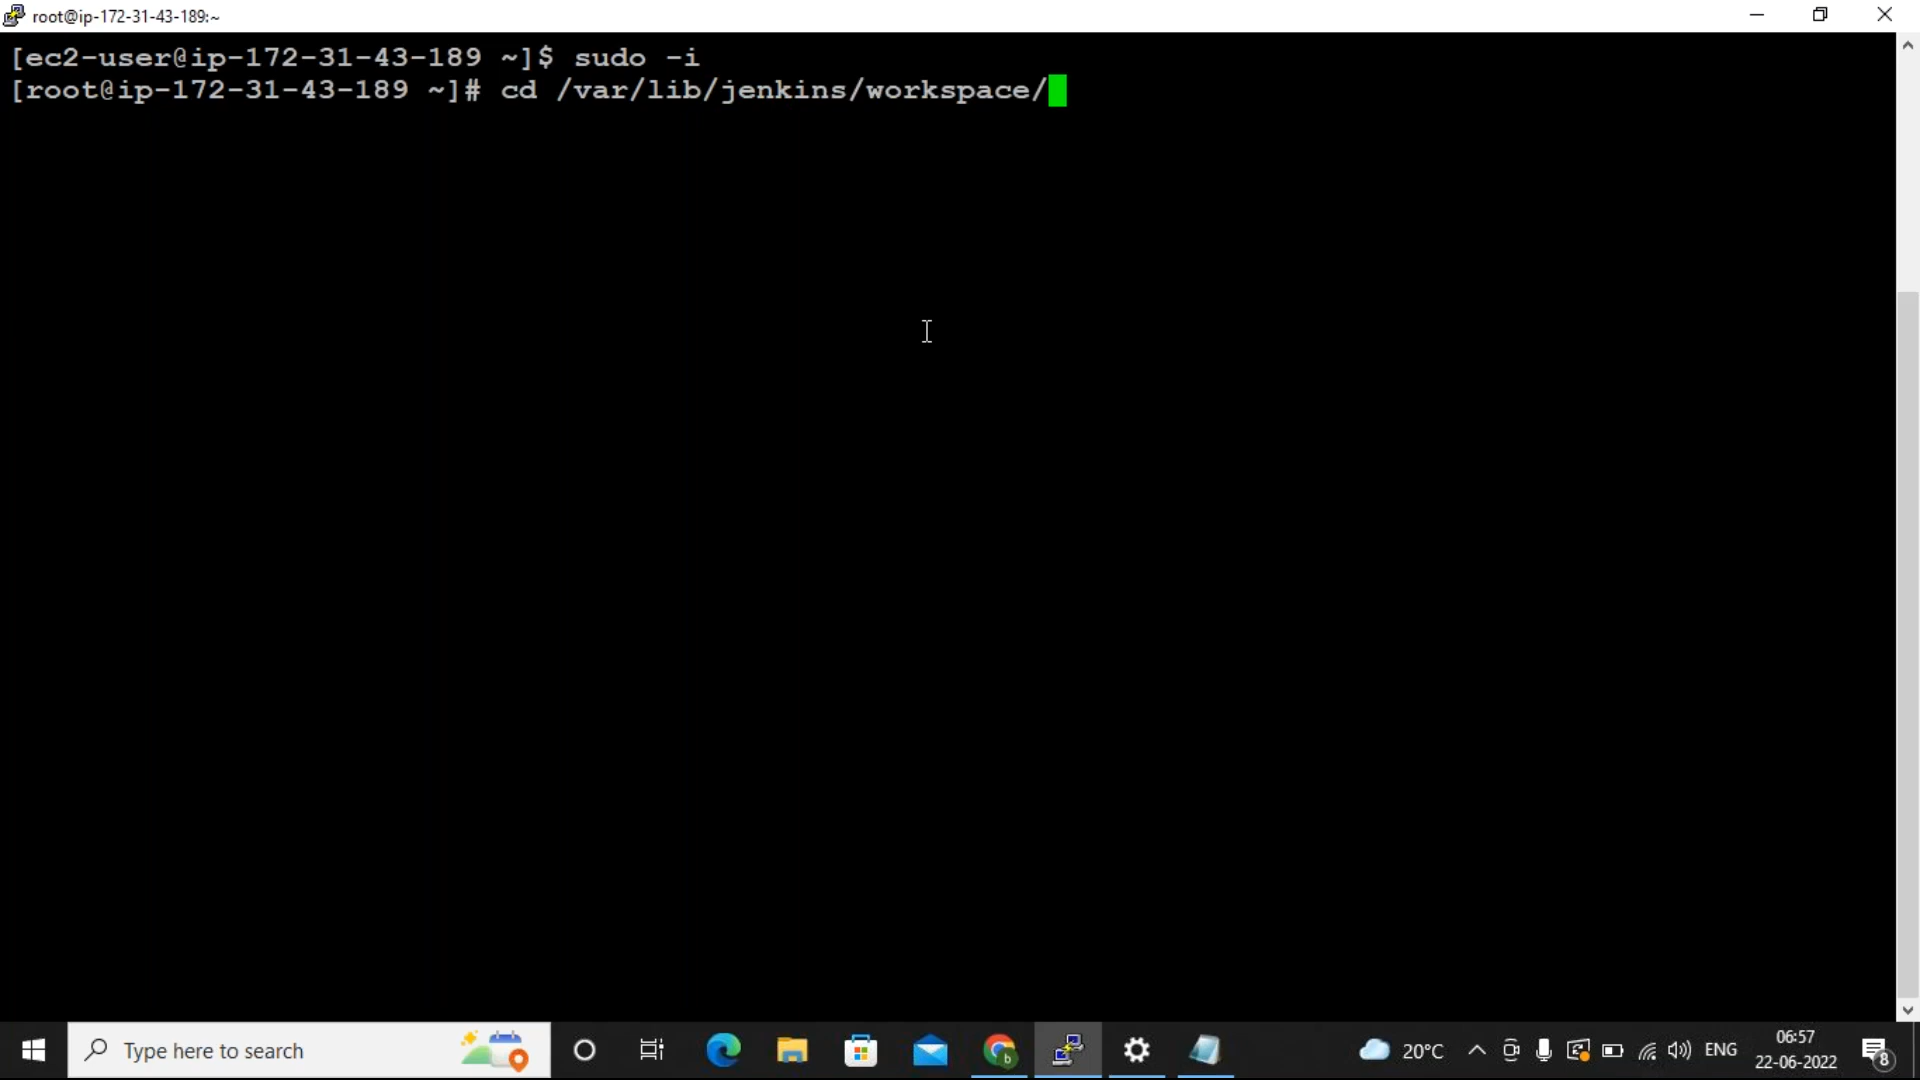 root@ip-172-31-43-189:~
[ec2-user@ip-172-31-43-189 ~]$ sudo -i
[root@ip-172-31-43-189 ~]# cd /var/lib/jenkins/workspace/
Type here to search
20°C
ENG
06:57
22-06-2022
8